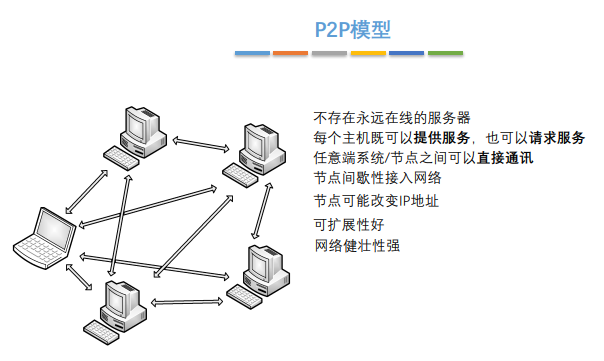 P2P模型
不存在永远在线的服务器
每个主机既可以提供服务，也可以请求服务
任意端系统/节点之间可以直接通讯
节点间歇性接入网络
节点可能改变IP地址
可扩展性好
网络健壮性强